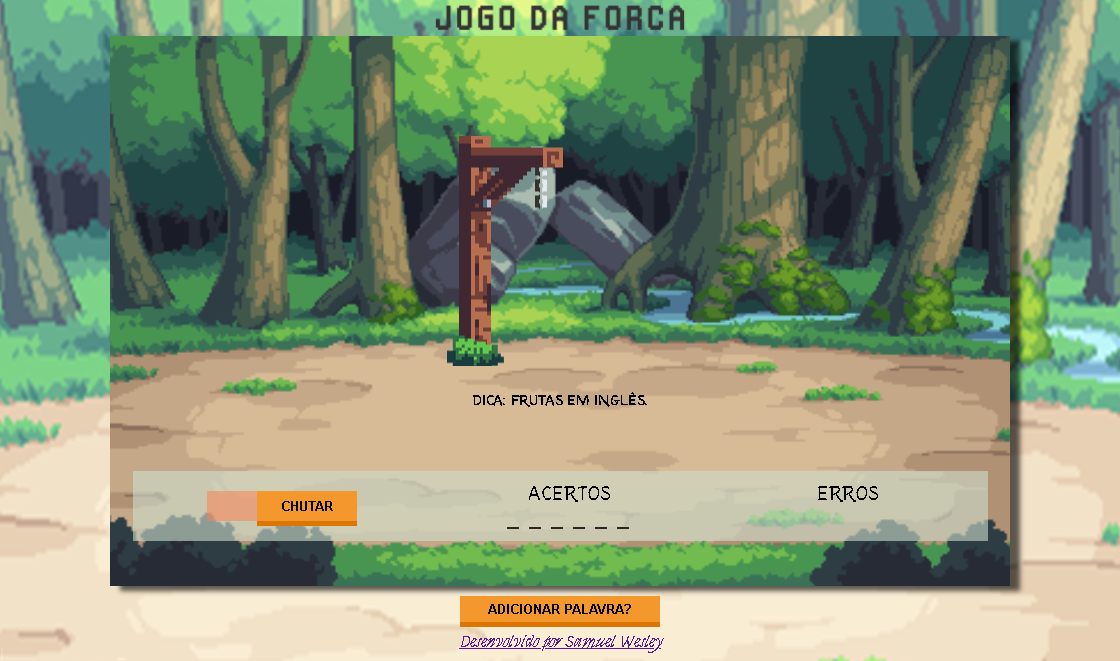 JOGO DA FORCA
DICA: FRUTAS EM INGLÊS.
CHUTAR
ACERTOS
ERROS
_ _ _ _ _ _
ADICIONAR PALAVRA?
Desenvolvido por Samuel Wesley